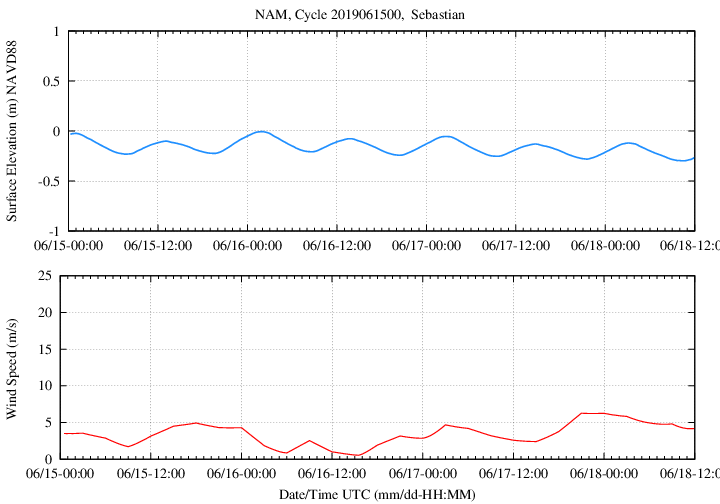 NAM, Cycle 2019061500, Sebastian
Surface Elevation (m) NAVD88
1
0.5
0
-0.5
-1
06/15-00:00 06/15-12:00 06/16-00:00 06/16-12:00 06/17-00:00 06/17-12:00 06/18-00:00 06/18-12:0
Wind Speed (m/s)
25
20
15
10
5
0
06/15-00:00 06/15-12:00 06/16-00:00 06/16-12:00 06/17-00:00 06/17-12:00 06/18-00:00 06/18-12:0
Date/Time UTC (mm/dd-HH:MM)